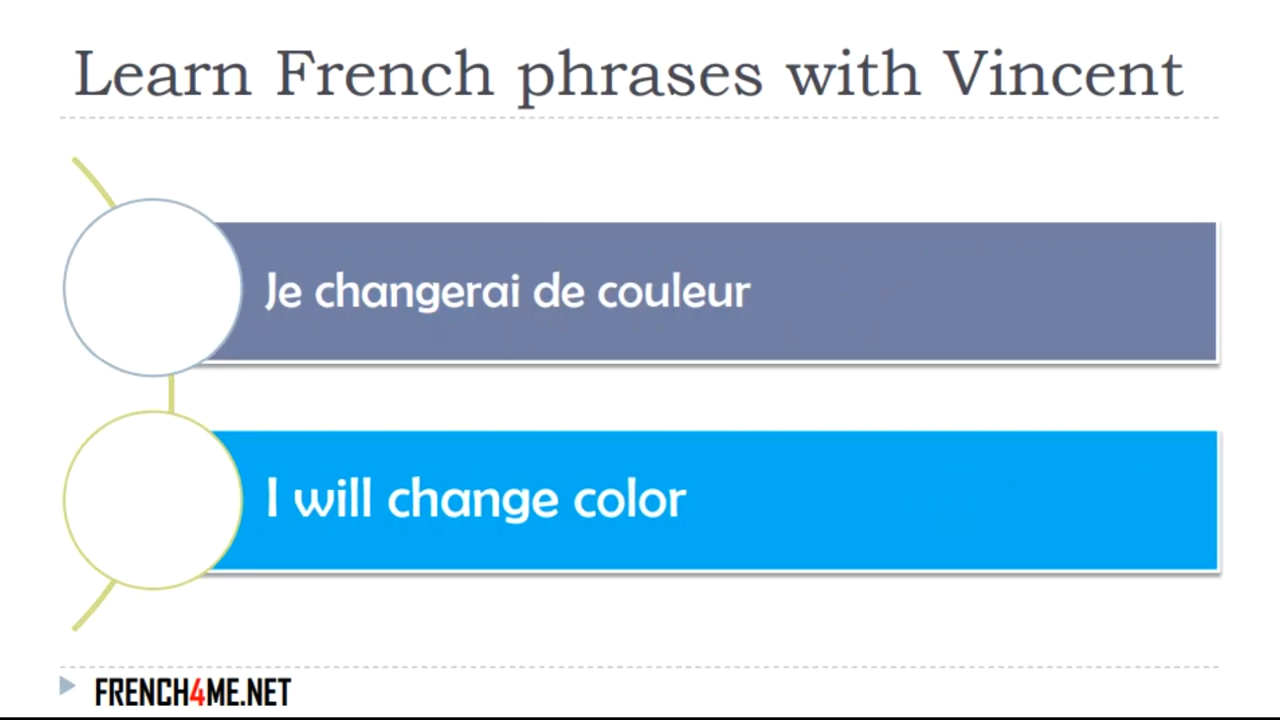 Learn French phrases with Vincent
Je changerai de couleur
I will change color
FRENCH4ME.NET